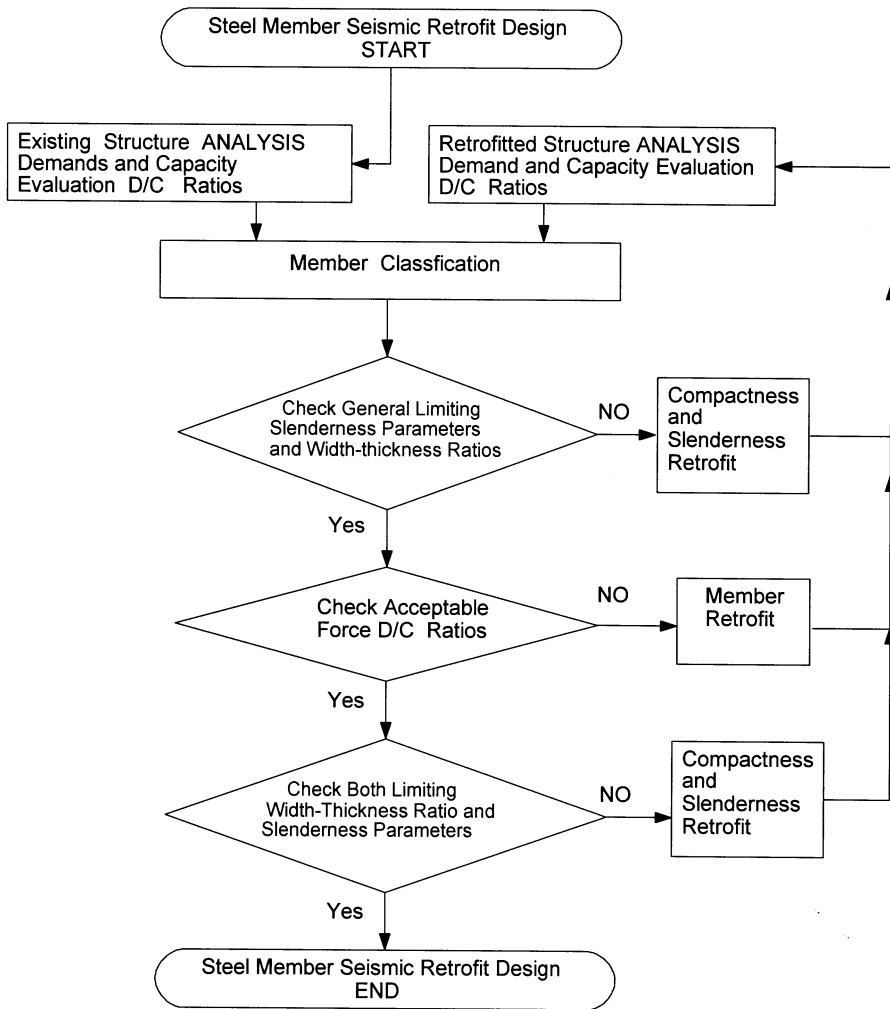 Steel Member Seismic Retrofit Design
START
Existing Structure ANALYSIS
Demands and Capacity
Evaluation D/C Ratios
Retrofitted Structure ANALYSIS
Demand and Capacity Evaluation
D/C Ratios
Member Classfication
Check General Limiting
Slenderness Parameters
and Width-thickness Ratios
NO
Compactness
and
Slenderness
Retrofit
Yes
Check Acceptable
Force D/C Ratios
NO
Member
Retrofit
Yes
Check Both Limiting
Width-Thickness Ratio and
Slenderness Parameters
NO
Compactness
and
Slenderness
Retrofit
Yes
Steel Member Seismic Retrofit Design
END